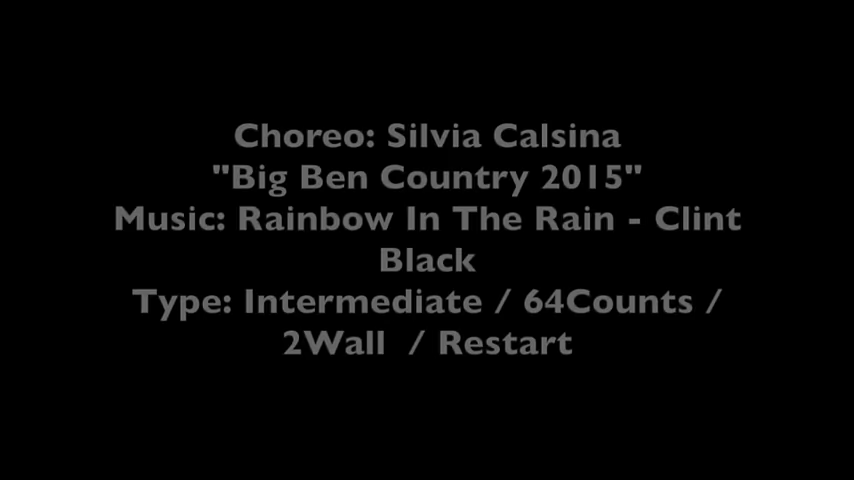 Choreo: Silvia Calsina
"Big Ben Country 2015"
Music: Rainbow In The Rain - Clint
Black
Type: Intermediate / 64Counts /
2Wall  / Restart